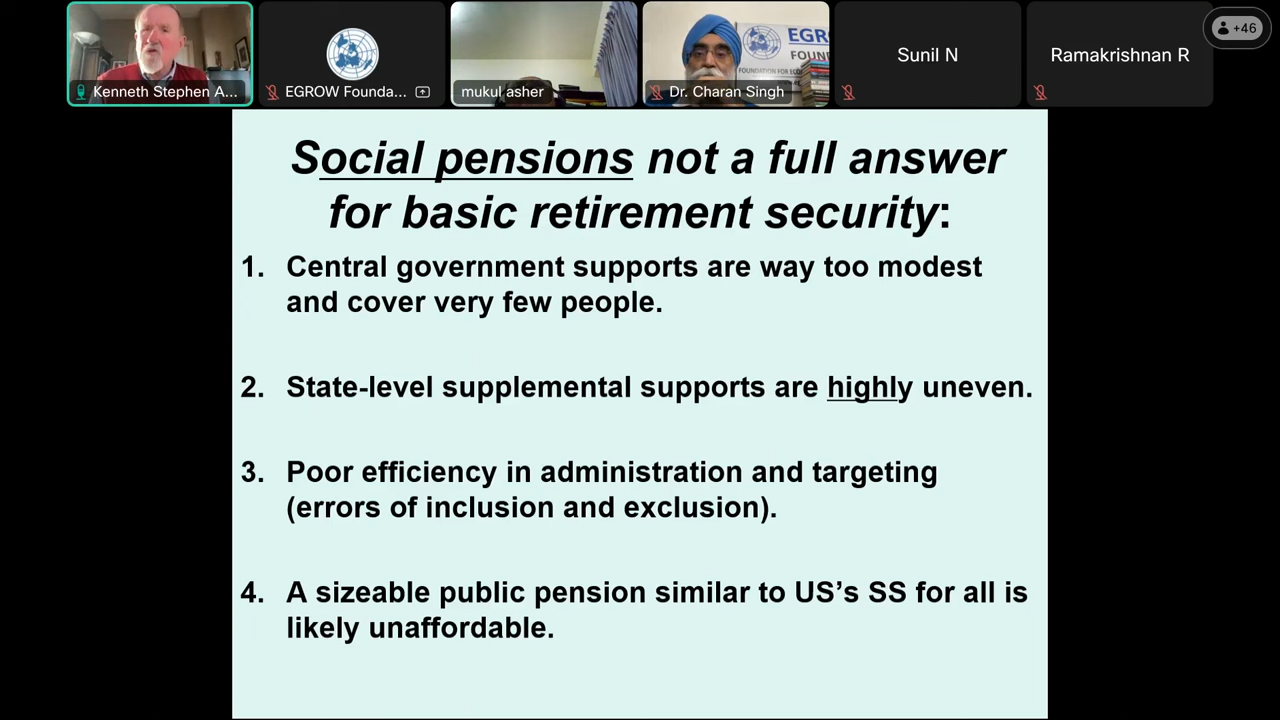 +46
Kenneth Stephen A...
EGROW Founda...
mukul asher
EGRO
FOUN
Dr. Charan Singh
Sunil N
Ramakrishnan R
Social pensions not a full answer
for basic retirement security:
1. Central government supports are way too modest
and cover very few people.
2. State-level supplemental supports are highly uneven.
3. Poor efficiency in administration and targeting
(errors of inclusion and exclusion).
4. A sizeable public pension similar to US’s SS for all is
likely unaffordable.